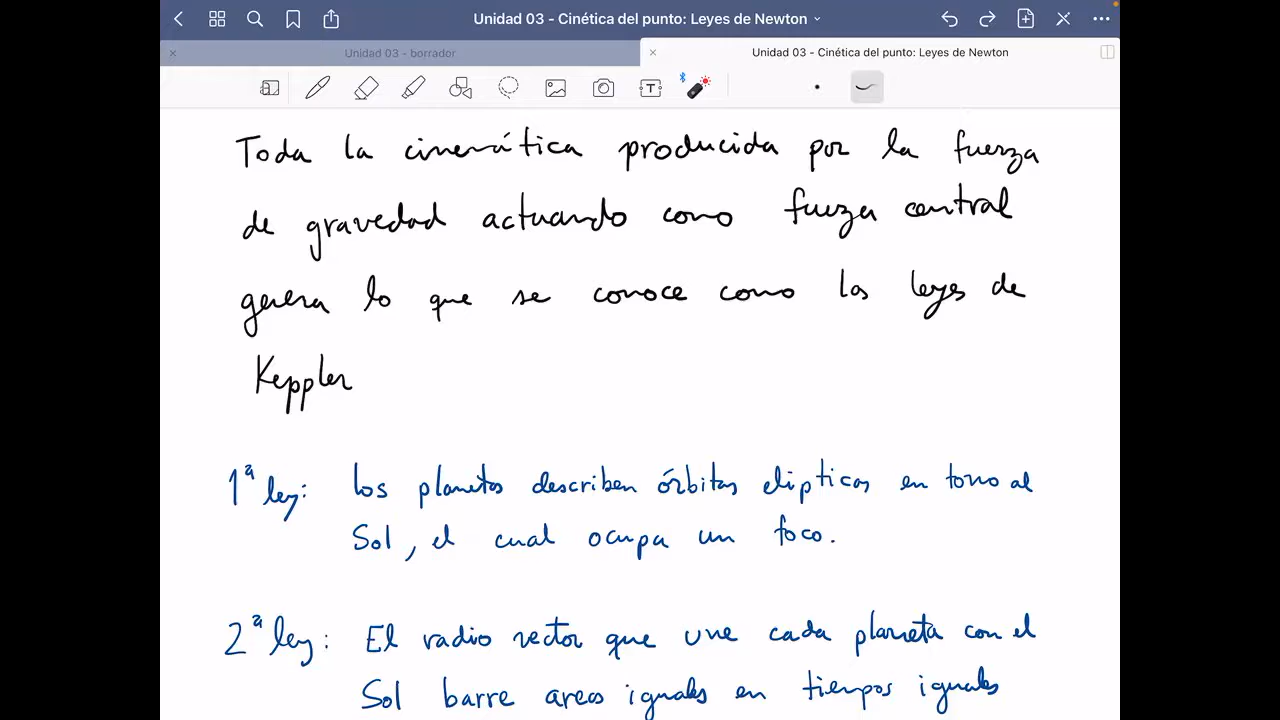 Unidad 03 - Cinética del punto: Leyes de Newton
Unidad 03 - borrador
Unidad 03 - Cinética del punto: Leyes de Newton
T
Toda la cinemática producida por la fuerza
de gravedad actuando como fuerza central
genera lo que se conoce como las leyes de
Keppler
1ª ley: Los planetas describen órbitas elipticas en torno al
Sol, el cual ocupa un foco.
2ª ley: El radio vector que une cada planeta con el
Sol barre areas iguales en tiempos iguales